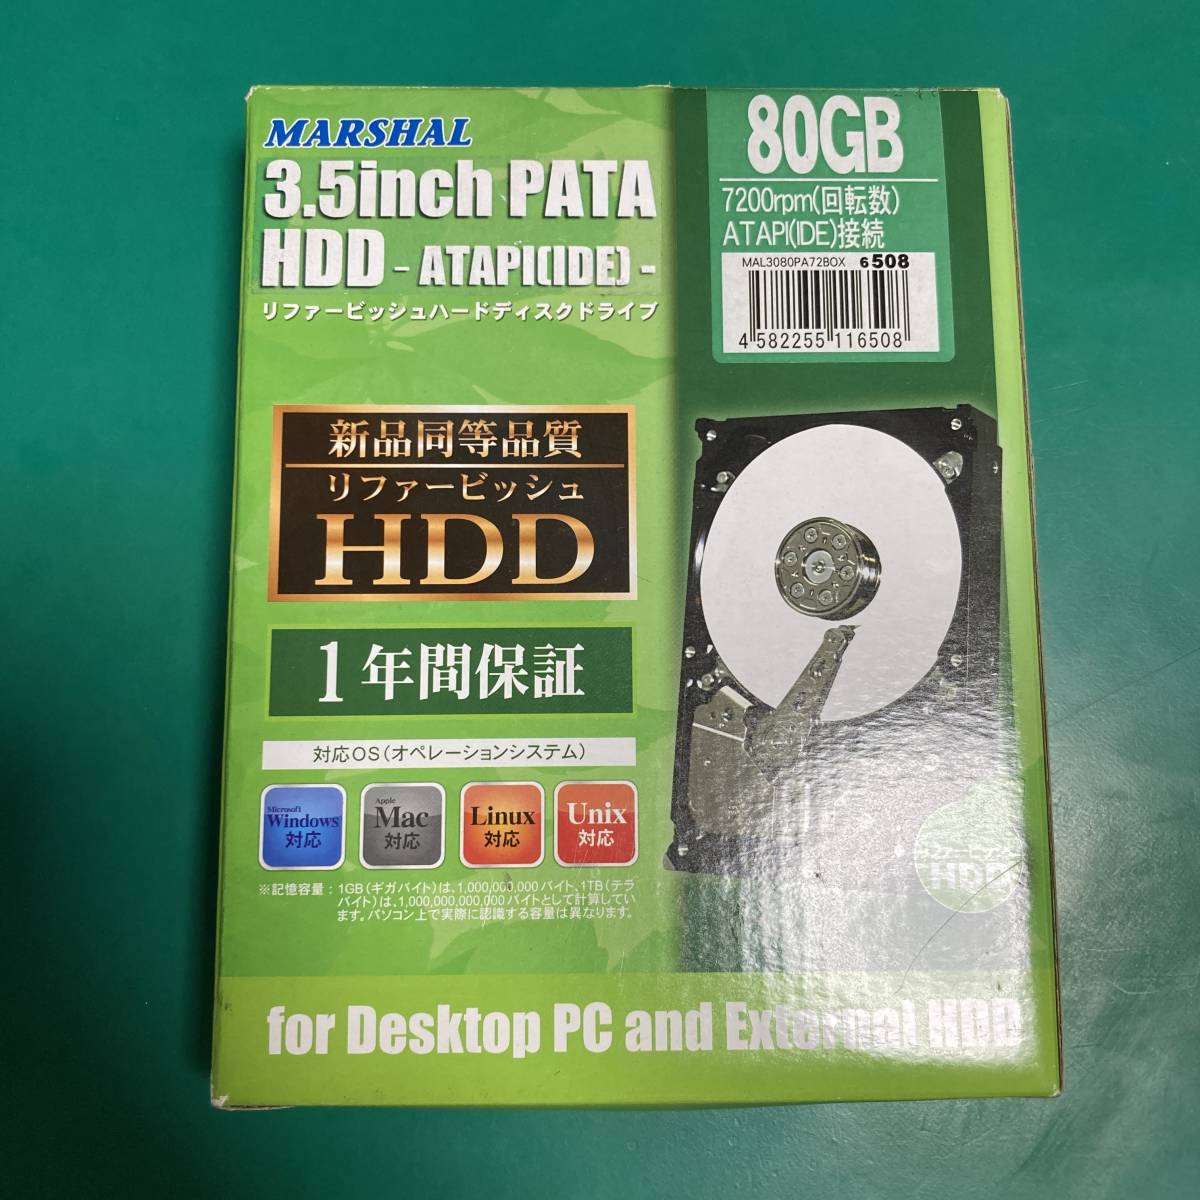 MARSHAL
3.5inch PATA
HDD - ATAPI(IDE) -
リファービッシュハードディスクドライブ
80GB
7200rpm(回転数)
ATAPI(IDE)接続
MAL3080PA72BOX 6508
4 582255 116508
新品同等品質
リファービッシュ
HDD
1年間保証
対応OS(オペレーションシステム)
Microsoft
Windows
対応
Apple
Mac
対応
Linux
対応
Unix
対応
※記憶容量:1GB(ギガバイト)は、1,000,000,000バイト、1TB(テラ
バイト)は、1,000,000,000,000バイトとして計算してい
ます。パソコン上で実際に認識する容量は異なります。
HDD
for Desktop PC and External HDD